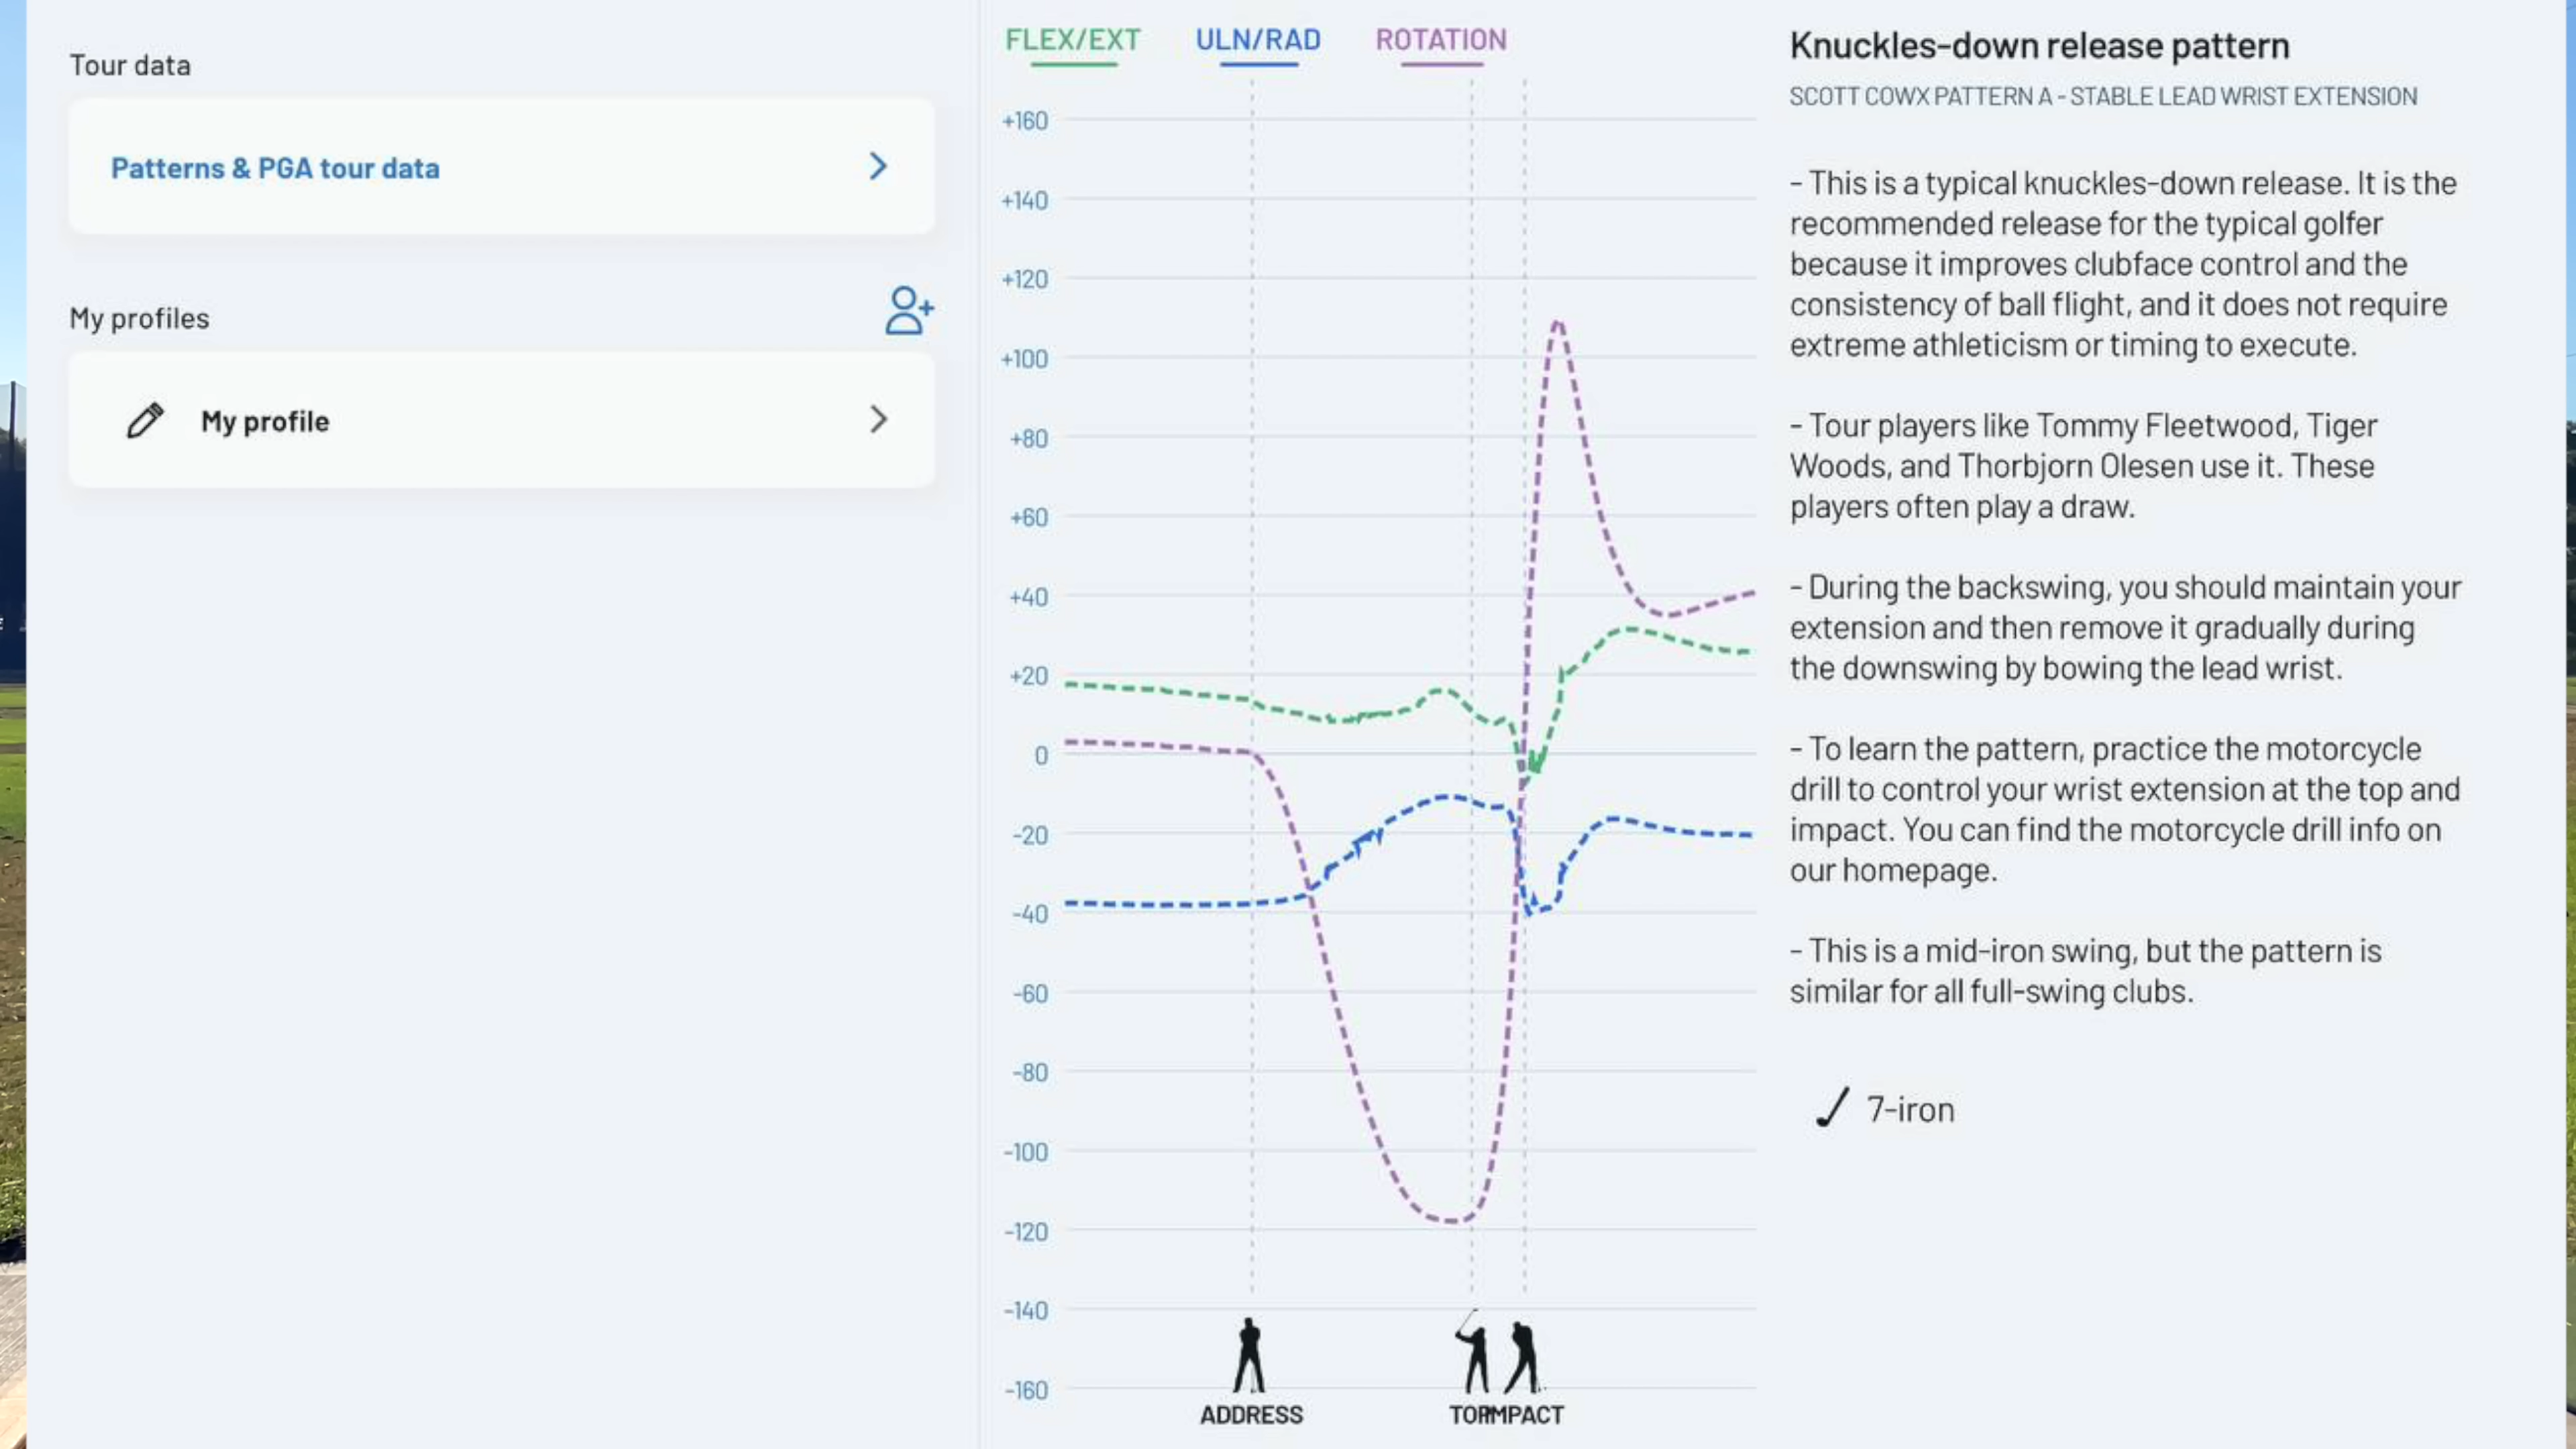 Tour data
Patterns & PGA tour data
My profiles
My profile
FLEX/EXT ULN/RAD ROTATION
+160
+140
+120
+100
+80
+60
+40
+20
0
-20
-40
-60
-80
-100
-120
-140
-160
ADDRESS TOP IMPACT
Knuckles-down release pattern
SCOTT COWX PATTERN A - STABLE LEAD WRIST EXTENSION
- This is a typical knuckles-down release. It is the
recommended release for the typical golfer
because it improves clubface control and the
consistency of ball flight, and it does not require
extreme athleticism or timing to execute.
- Tour players like Tommy Fleetwood, Tiger
Woods, and Thorbjorn Olesen use it. These
players often play a draw.
- During the backswing, you should maintain your
extension and then remove it gradually during
the downswing by bowing the lead wrist.
- To learn the pattern, practice the motorcycle
drill to control your wrist extension at the top and
impact. You can find the motorcycle drill info on
our homepage.
- This is a mid-iron swing, but the pattern is
similar for all full-swing clubs.
7-iron